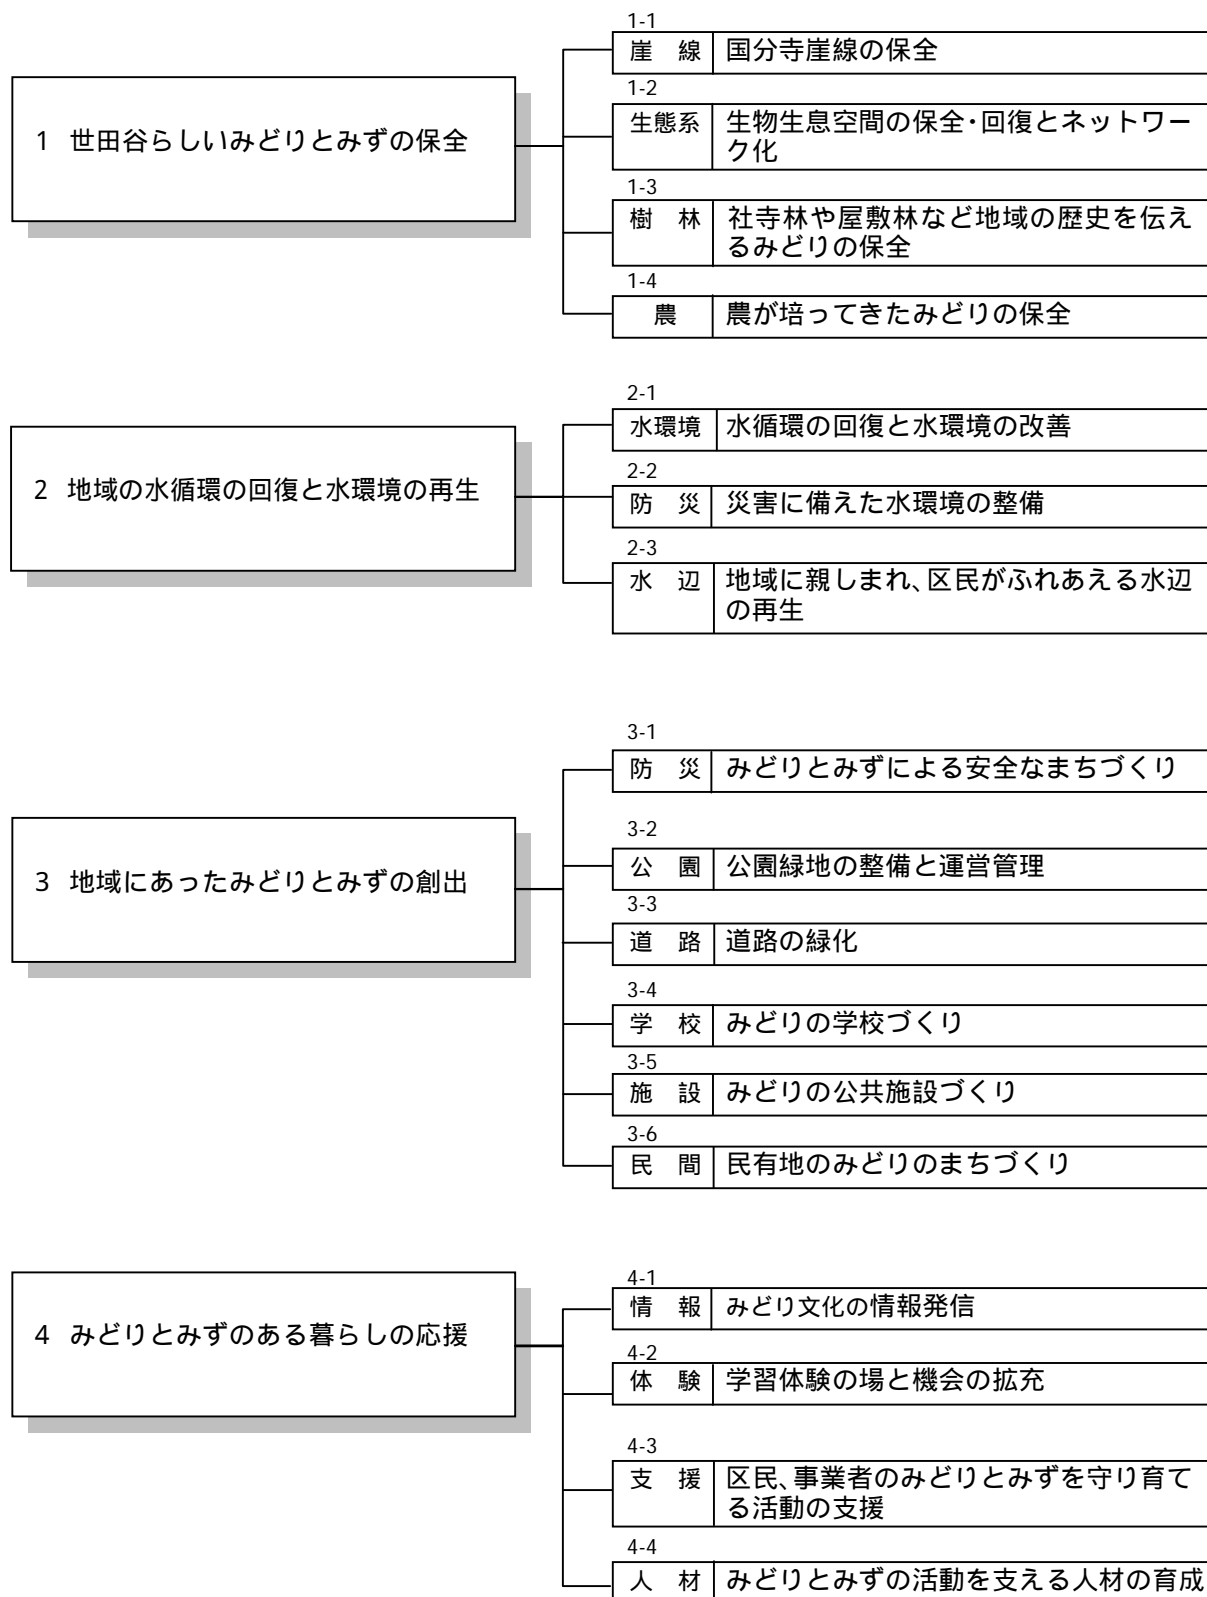 1 世田谷らしいみどりとみずの保全
1-1
崖 線 国分寺崖線の保全
1-2
生態系 生物生息空間の保全・回復とネットワー
ク化
1-3
樹 林 社寺林や屋敷林など地域の歴史を伝え
るみどりの保全
1-4
農 農が培ってきたみどりの保全
2 地域の水循環の回復と水環境の再生
2-1
水環境 水循環の回復と水環境の改善
2-2
防 災 災害に備えた水環境の整備
2-3
水 辺 地域に親しまれ、区民がふれあえる水辺
の再生
3 地域にあったみどりとみずの創出
3-1
防 災 みどりとみずによる安全なまちづくり
3-2
公 園 公園緑地の整備と運営管理
3-3
道 路 道路の緑化
3-4
学 校 みどりの学校づくり
3-5
施 設 みどりの公共施設づくり
3-6
民 間 民有地のみどりのまちづくり
4 みどりとみずのある暮らしの応援
4-1
情 報 みどり文化の情報発信
4-2
体 験 学習体験の場と機会の拡充
4-3
支 援 区民、事業者のみどりとみずを守り育て
る活動の支援
4-4
人 材 みどりとみずの活動を支える人材の育成